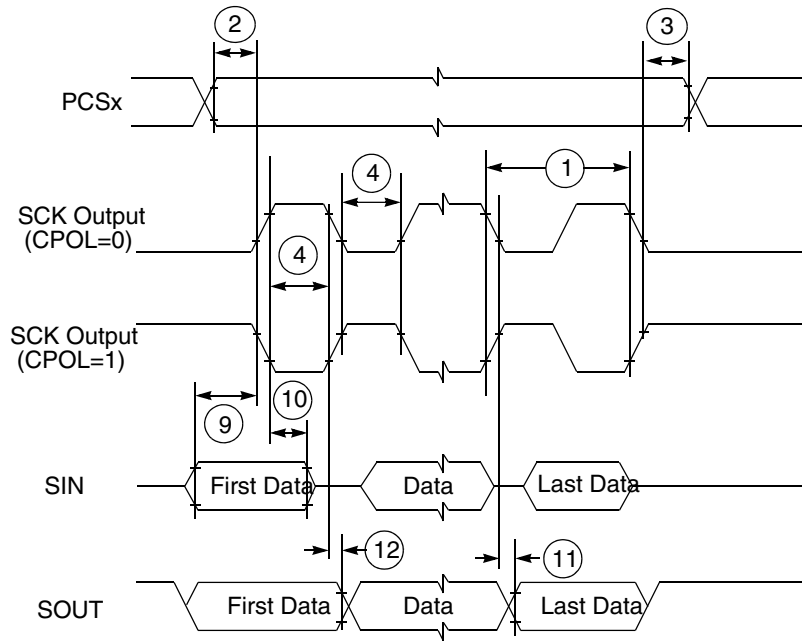 2
3
PCSx
4
1
SCK Output
(CPOL=0)
4
SCK Output
(CPOL=1)
9
10
SIN
First Data
Data
Last Data
12
11
SOUT
First Data
Data
Last Data